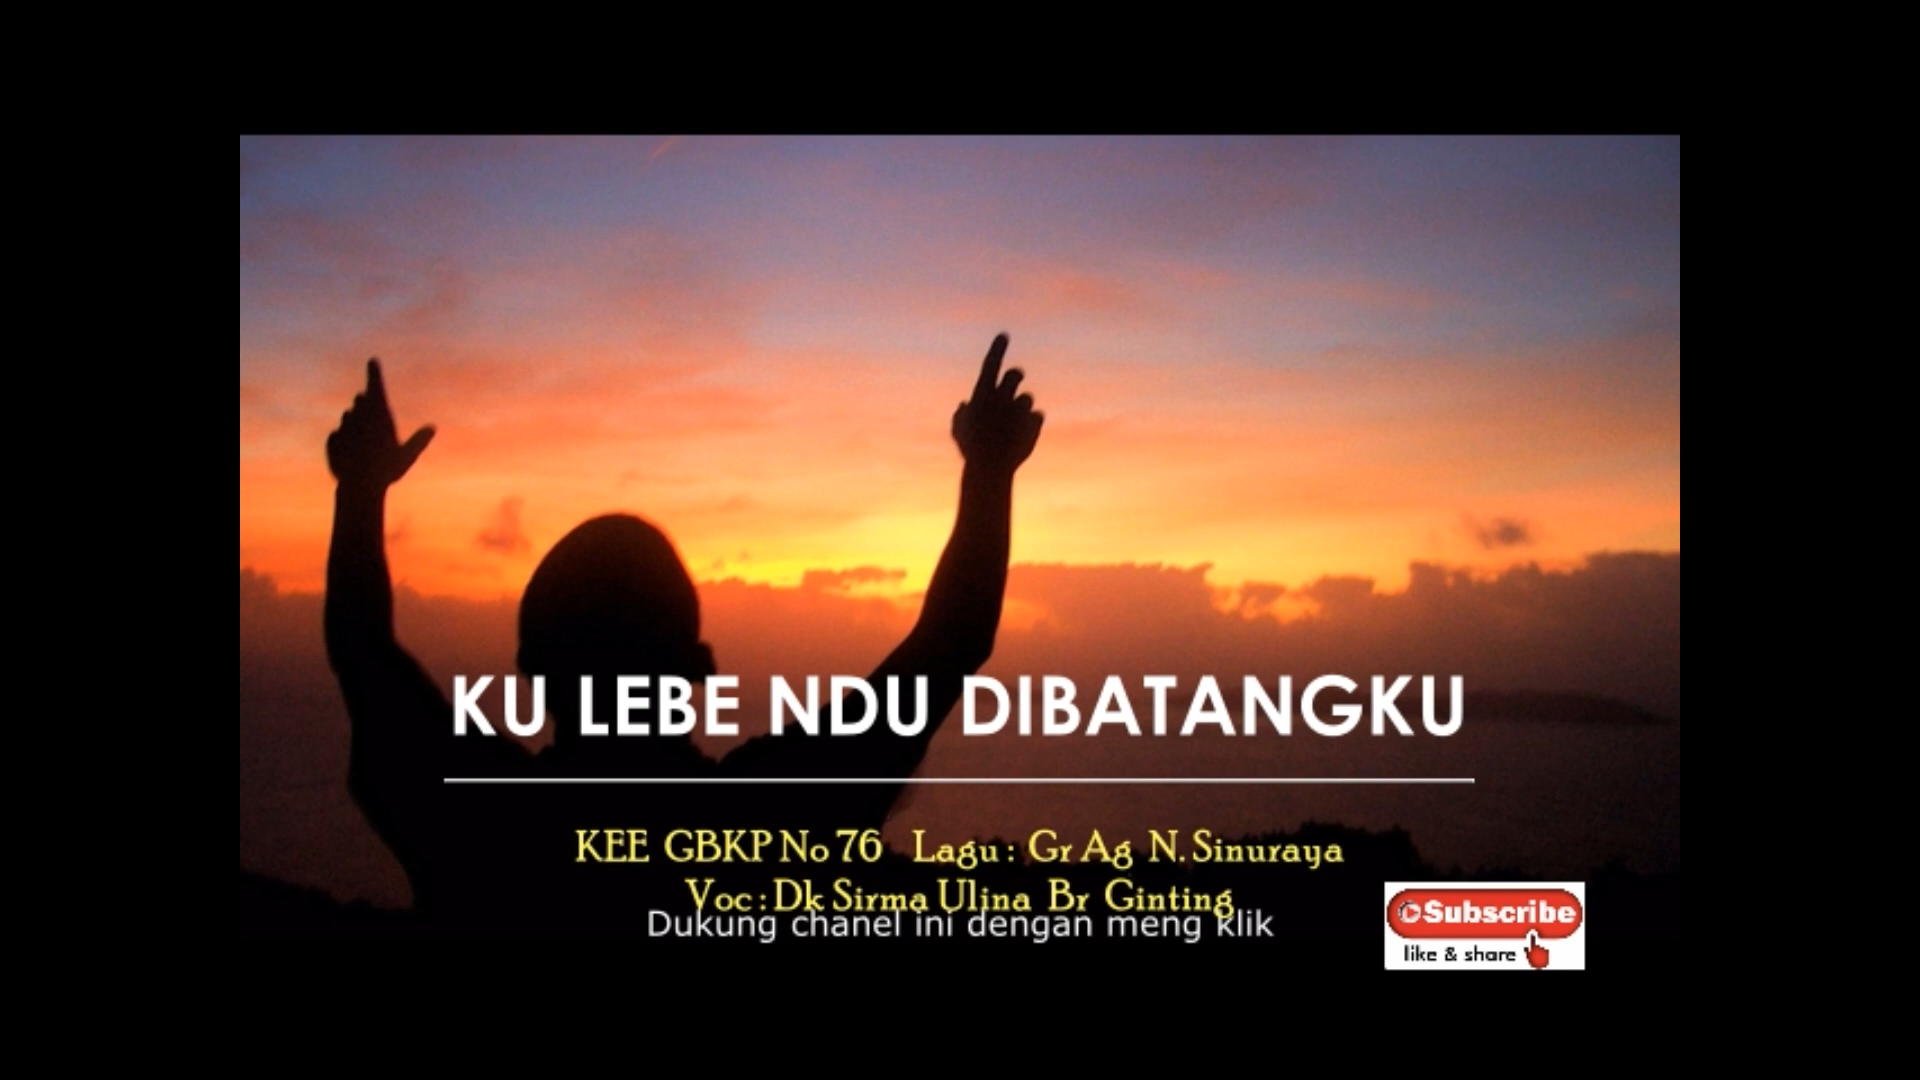 KU LEBE NDU DIBATANGKU
KEE GBKP No 76 Lagu : Gr Ag N. Sinuraya
Voc : Dk Sirma Ulina Br Ginting
Dukung chanel ini dengan meng klik
Subscribe
like & share